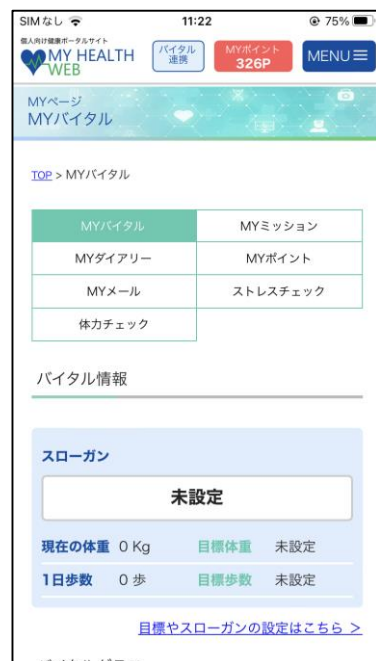 SIMなし 11:22 75%
個人向け健康ポータルサイト
MY HEALTH WEB
バイタル連携
MYポイント
326P
MENU
MYページ
MYバイタル
TOP > MYバイタル
MYバイタル MYミッション
MYダイアリー MYポイント
MYメール ストレスチェック
体力チェック
バイタル情報
スローガン
未設定
現在の体重 0 Kg 目標体重 未設定
1日歩数 0 歩 目標歩数 未設定
目標やスローガンの設定はこちら >